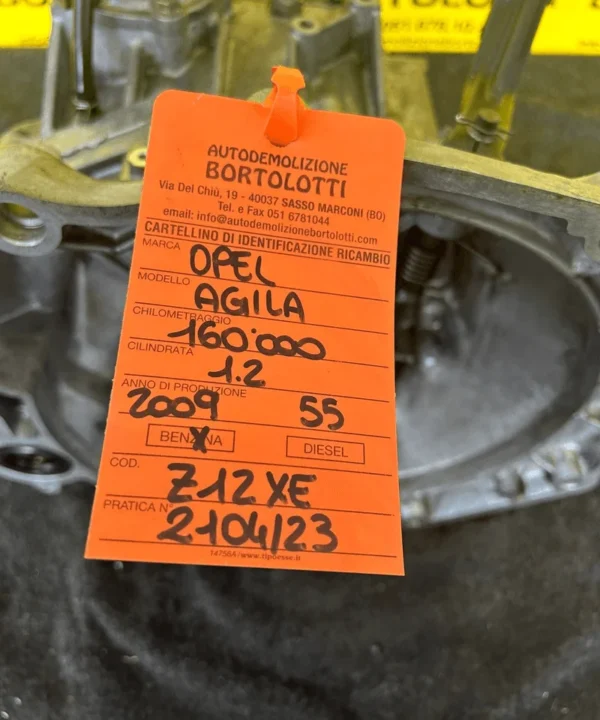 AUTODEMOLIZIONE
BORTOLOTTI
Via Del Chiù, 19 - 40037 SASSO MARCONI (BO)
Tel. e Fax 051 6781044
email: info@autodemolizionebortolotti.com
CARTELLINO DI IDENTIFICAZIONE RICAMBIO
MARCA OPEL
MODELLO AGILA
CHILOMETRAGGIO 160.000
CILINDRATA 1.2
ANNO DI PRODUZIONE
2009 55
BENZINA X DIESEL
COD. Z12XE
PRATICA N° 2104/23